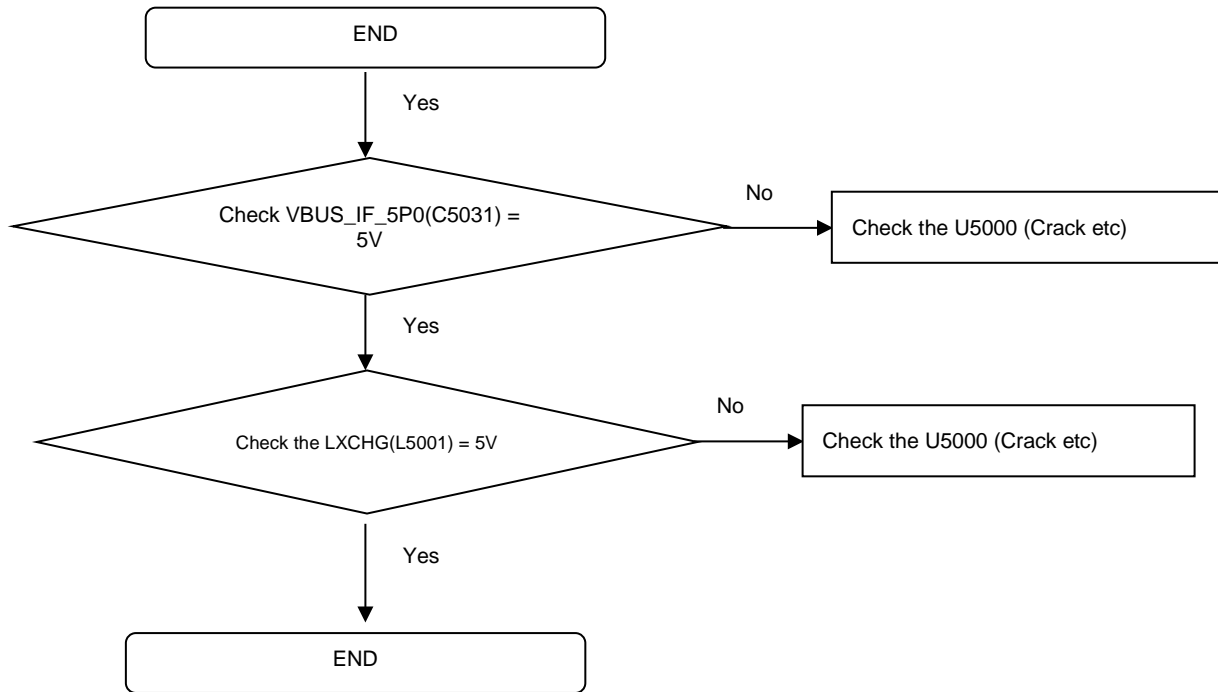 END
Yes
Check VBUS_IF_5P0(C5031) =
5V
No
Check the U5000 (Crack etc)
Yes
Check the LXCHG(L5001) = 5V
No
Check the U5000 (Crack etc)
Yes
END